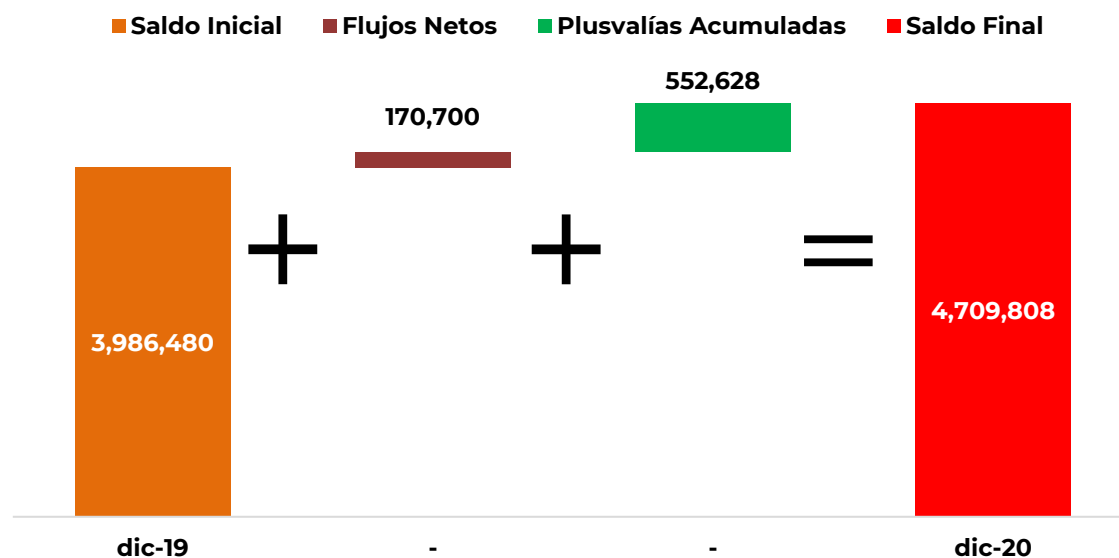 Saldo Inicial Flujos Netos Plusvalías Acumuladas Saldo Final
552,628
170,700
+ + =
4,709,808
3,986,480
dic-19 - - dic-20